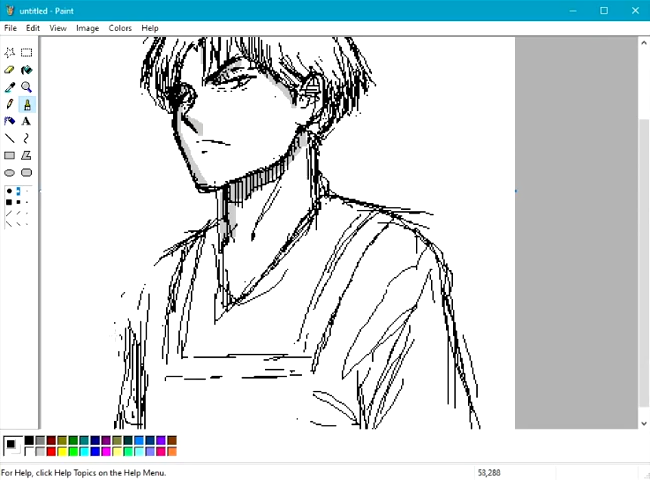 untitled - Paint
File Edit View Image Colors Help
A
For Help, click Help Topics on the Help Menu.
53,288